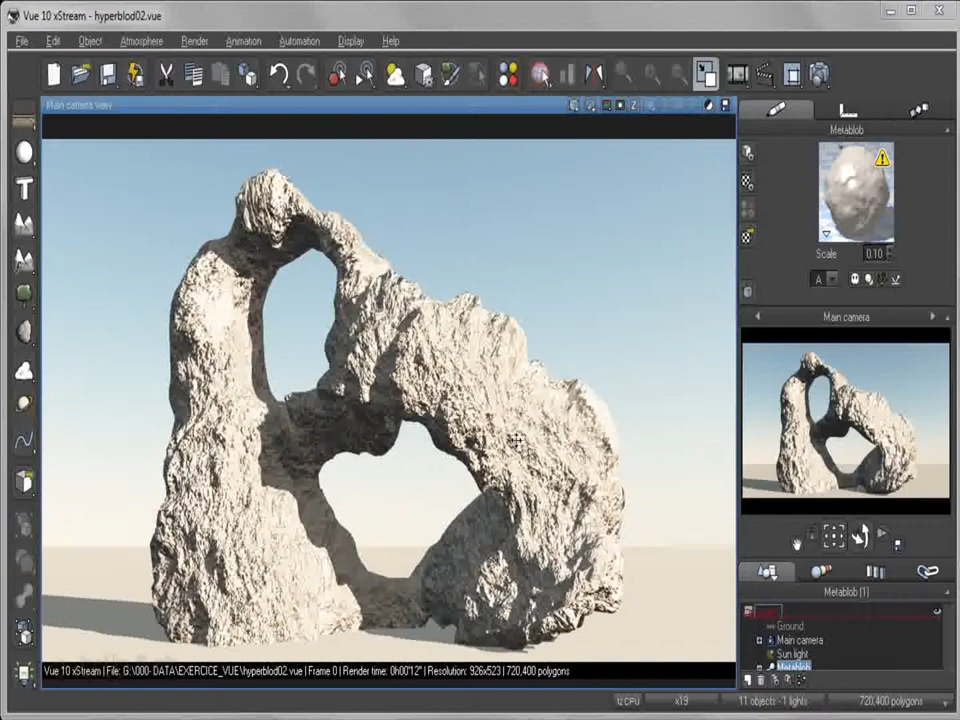 Vue 10 xStream - hyperblod02.vue
File Edit Object Atmosphere Render Animation Automation Display Help
Main camera view
Z
Metablob
Scale 0.10
A
Main camera
Metablob (1)
Ground
Main camera
Sun light
Metablob
Vue 10 xStream | File: G:\000- DATA\EXERCICE_VUE\hyperblod02.vue | Frame 0 | Render time: 0h00'12" | Resolution: 926x523 | 720,400 polygons
12 CPU x19 11 objects - 1 lights 720,400 polygons